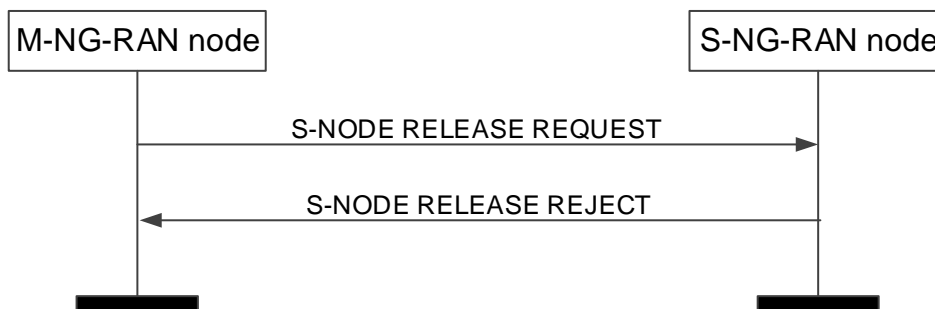 M-NG-RAN node
S-NG-RAN node
S-NODE RELEASE REQUEST
S-NODE RELEASE REJECT